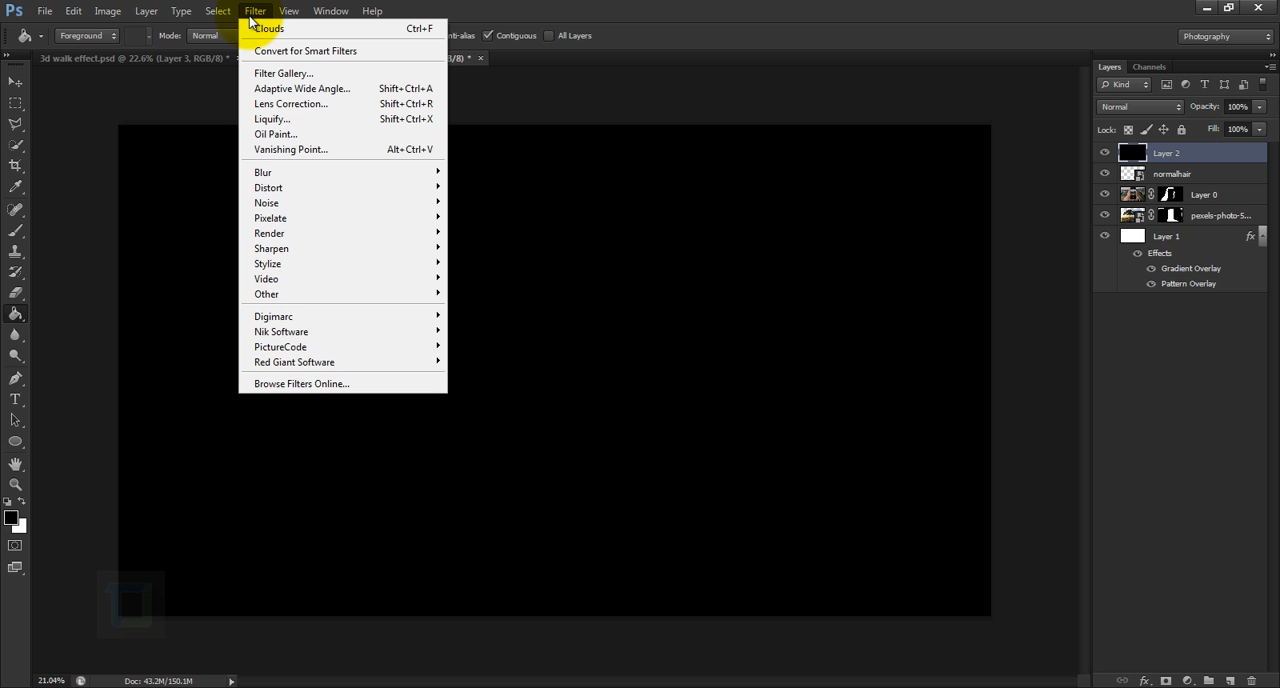 Ps File Edit Image Layer Type Select Filter View Window Help
Foreground Mode: Normal Contiguous All Layers Photography
3d walk effect.psd @ 22.6% (Layer 3, RGB/8) *
Clouds Ctrl+F
Convert for Smart Filters
Filter Gallery...
Adaptive Wide Angle... Shift+Ctrl+A
Lens Correction... Shift+Ctrl+R
Liquify... Shift+Ctrl+X
Oil Paint...
Vanishing Point... Alt+Ctrl+V
Blur
Distort
Noise
Pixelate
Render
Sharpen
Stylize
Video
Other
Digimarc
Nik Software
PictureCode
Red Giant Software
Browse Filters Online...
Layers Channels
Kind
Normal Opacity: 100%
Lock: Fill: 100%
Layer 2
normalhair
Layer 0
pexels-photo-5...
Layer 1 fx
Effects
Gradient Overlay
Pattern Overlay
21.04% Doc: 43.2M/150.1M